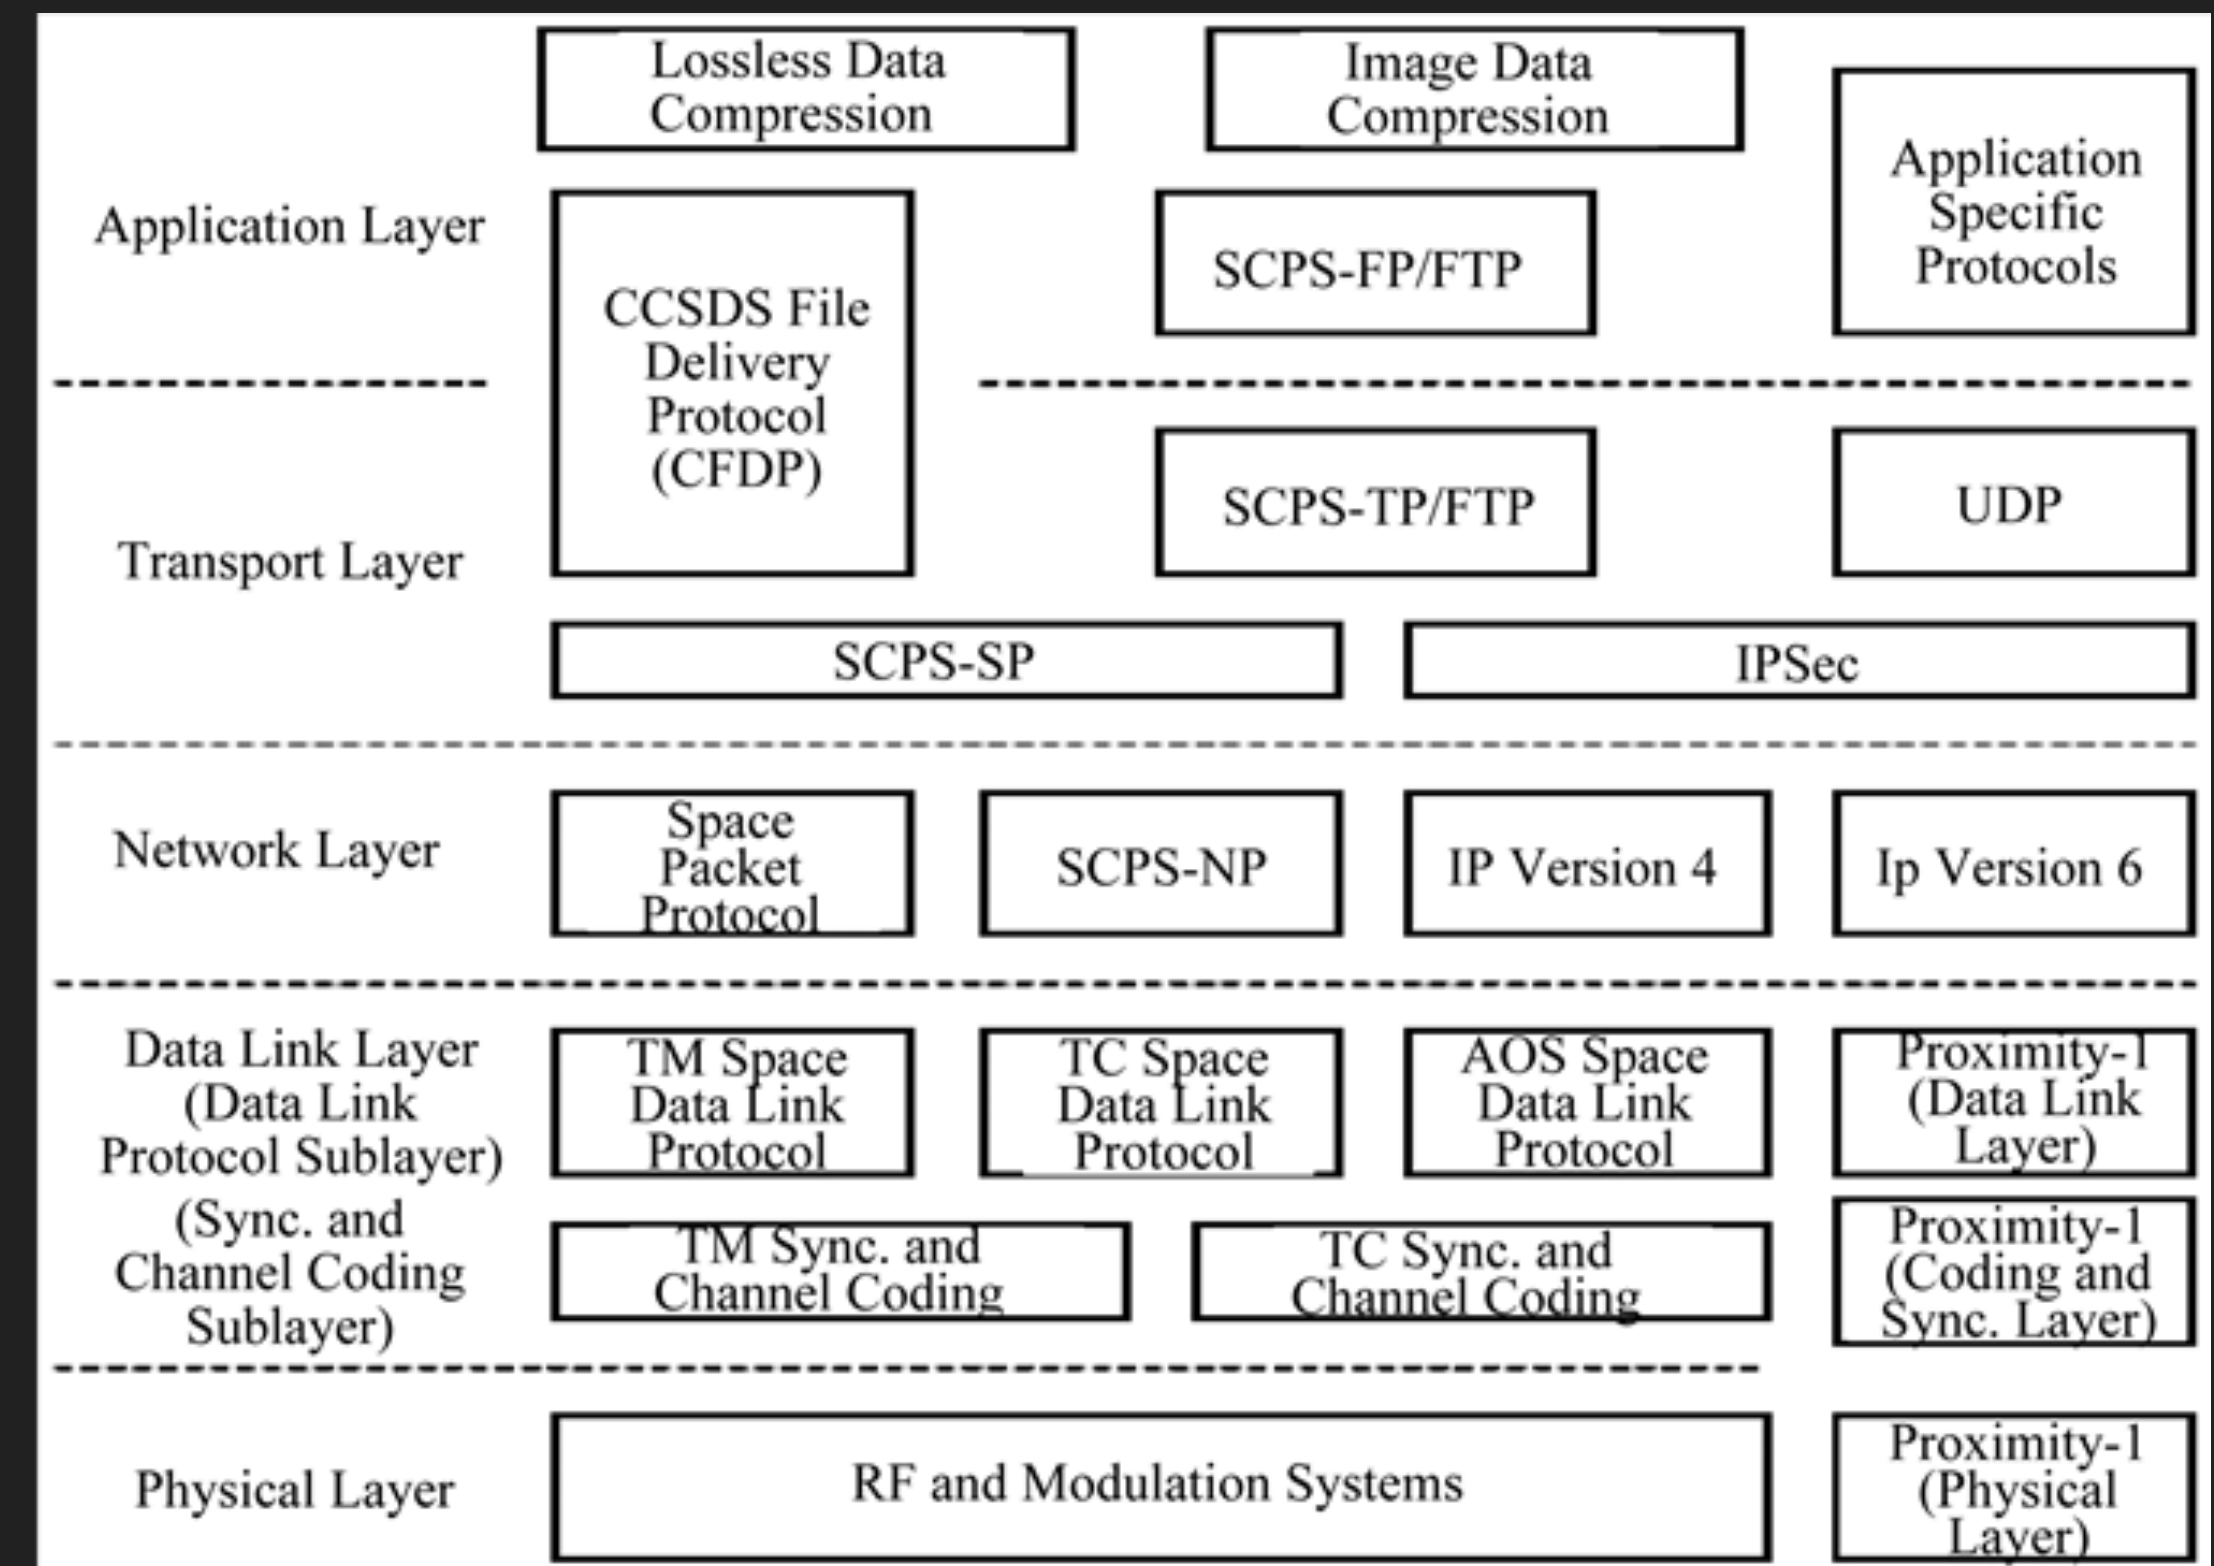 Lossless Data
Compression
Image Data
Compression
Application
Specific
Protocols
Application Layer
CCSDS File
Delivery
Protocol
(CFDP)
SCPS-FP/FTP
Transport Layer
SCPS-TP/FTP
UDP
SCPS-SP
IPSec
Network Layer
Space
Packet
Protocol
SCPS-NP
IP Version 4
Ip Version 6
Data Link Layer
(Data Link
Protocol Sublayer)
(Sync. and
Channel Coding
Sublayer)
TM Space
Data Link
Protocol
TC Space
Data Link
Protocol
AOS Space
Data Link
Protocol
Proximity-1
(Data Link
Layer)
TM Sync. and
Channel Coding
TC Sync. and
Channel Coding
Proximity-1
(Coding and
Sync. Layer)
Physical Layer
RF and Modulation Systems
Proximity-1
(Physical
Layer)